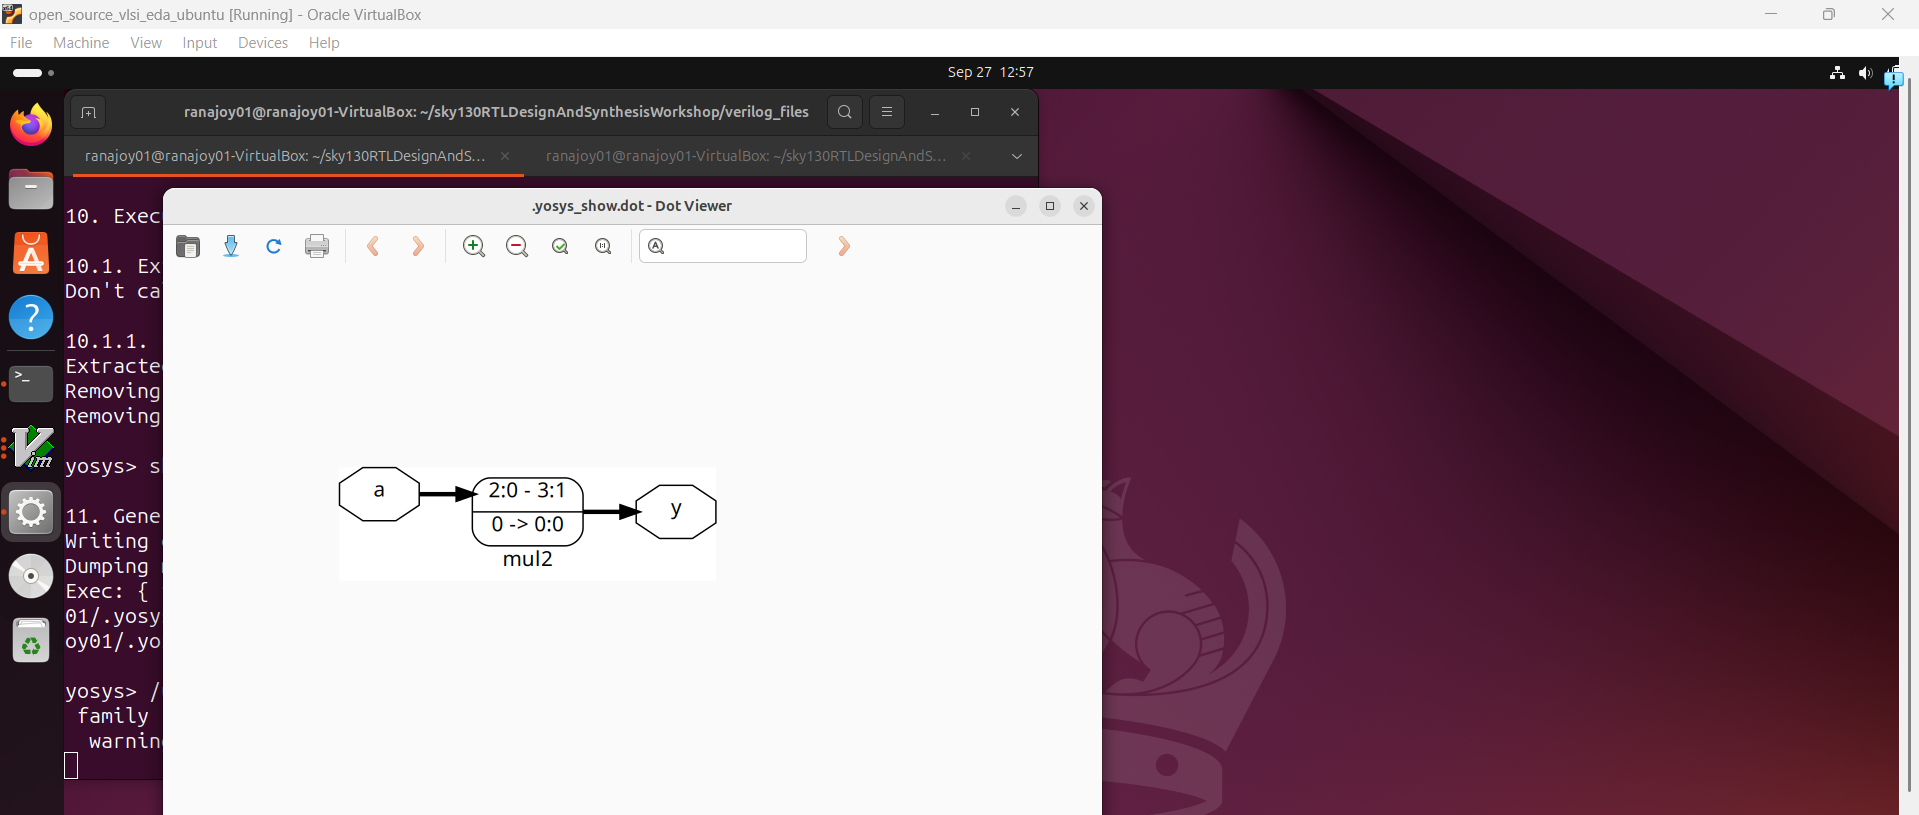 open_source_vlsi_eda_ubuntu [Running] - Oracle VirtualBox
File Machine View Input Devices Help
Sep 27 12:57
ranajoy01@ranajoy01-VirtualBox: ~/sky130RTLDesignAndSynthesisWorkshop/verilog_files
ranajoy01@ranajoy01-VirtualBox: ~/sky130RTLDesignAndS...
ranajoy01@ranajoy01-VirtualBox: ~/sky130RTLDesignAndS...
.yosys_show.dot - Dot Viewer
10. Exec
10.1. Ex
Don't ca
10.1.1.
Extracte
Removing
Removing
yosys> s
11. Gene
Writing
Dumping
Exec: {
01/.yosy
oy01/.yo
yosys> /
family
warnin
a
2:0 - 3:1
0 -> 0:0
mul2
y